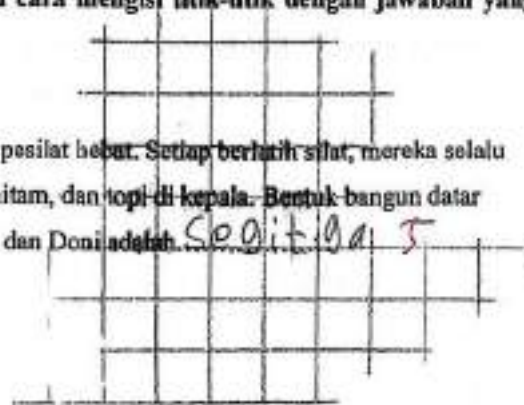 cara mengisi titik-titik dengan jawaban yan
pesilat hebat. Setiap berlatih silat, mereka selalu
itam, dan topi di kepala. Bentuk bangun datar
dan Doni adalah Segitiga 5